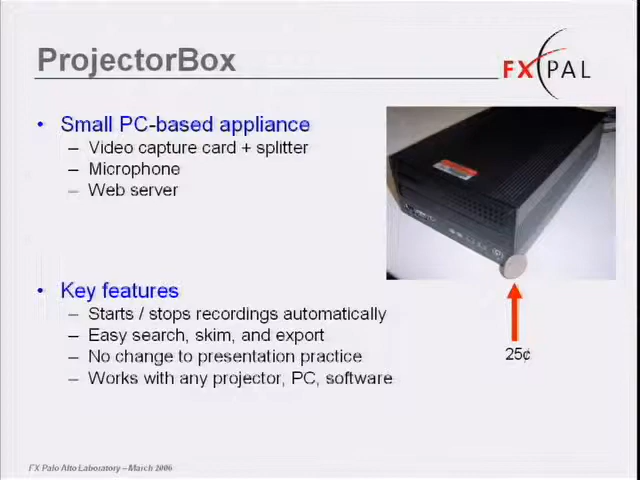 ProjectorBox
FX PAL
• Small PC-based appliance
– Video capture card + splitter
– Microphone
– Web server
• Key features
– Starts / stops recordings automatically
– Easy search, skim, and export
– No change to presentation practice
– Works with any projector, PC, software
25¢
FX Palo Alto Laboratory – March 2006